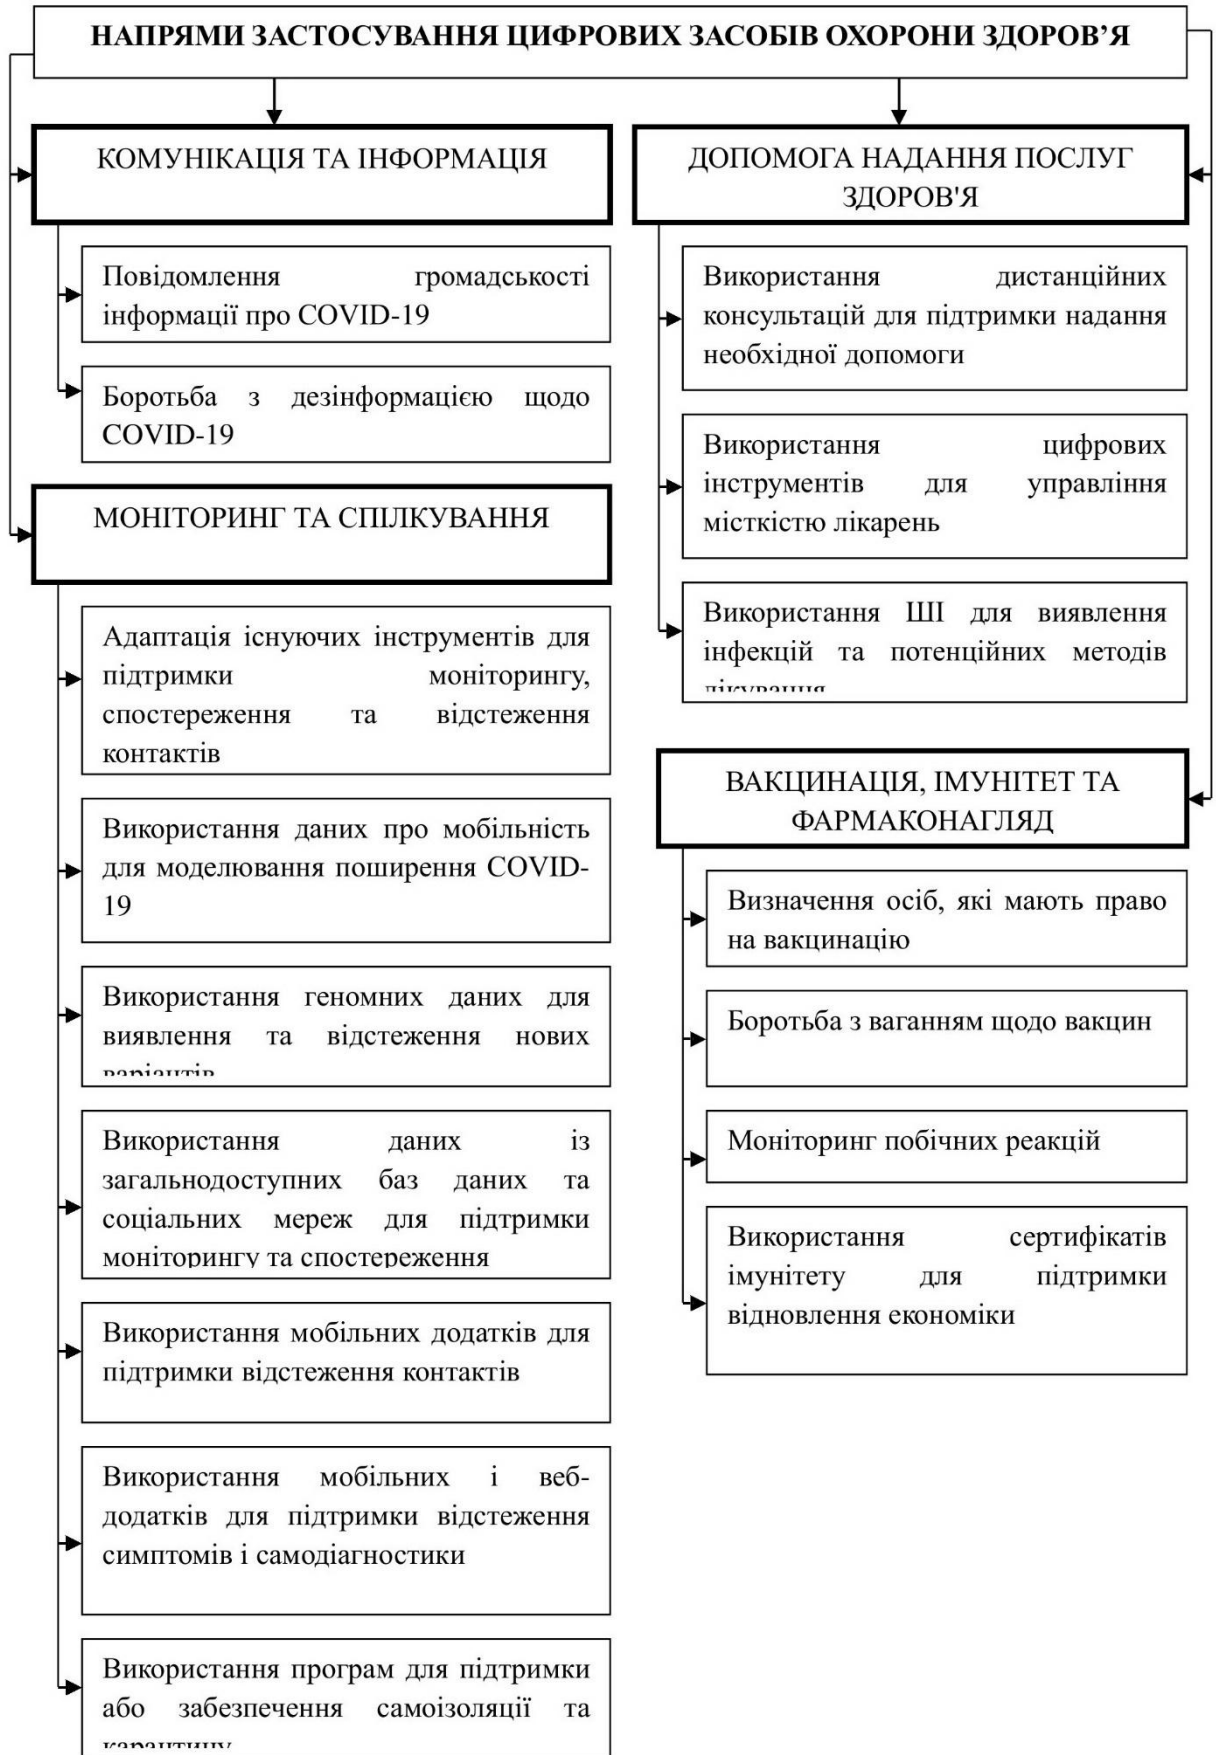 НАПРЯМИ ЗАСТОСУВАННЯ ЦИФРОВИХ ЗАСОБІВ ОХОРОНИ ЗДОРОВ’Я
КОМУНІКАЦІЯ ТА ІНФОРМАЦІЯ
Повідомлення громадськості
інформації про COVID-19
Боротьба з дезінформацією щодо
COVID-19
МОНІТОРИНГ ТА СПІЛКУВАННЯ
Адаптація існуючих інструментів для
підтримки моніторингу,
спостереження та відстеження
контактів
Використання даних про мобільність
для моделювання поширення COVID-
19
Використання геномних даних для
виявлення та відстеження нових
варіантів
Використання даних із
загальнодоступних баз даних та
соціальних мереж для підтримки
моніторингу та спостереження
Використання мобільних додатків для
підтримки відстеження контактів
Використання мобільних і веб-
додатків для підтримки відстеження
симптомів і самодіагностики
Використання програм для підтримки
або забезпечення самоізоляції та
карантину
ДОПОМОГА НАДАННЯ ПОСЛУГ
ЗДОРОВ'Я
Використання дистанційних
консультацій для підтримки надання
необхідної допомоги
Використання цифрових
інструментів для управління
місткістю лікарень
Використання ШІ для виявлення
інфекцій та потенційних методів
лікування
ВАКЦИНАЦІЯ, ІМУНІТЕТ ТА
ФАРМАКОНАГЛЯД
Визначення осіб, які мають право
на вакцинацію
Боротьба з ваганням щодо вакцин
Моніторинг побічних реакцій
Використання сертифікатів
імунітету для підтримки
відновлення економіки